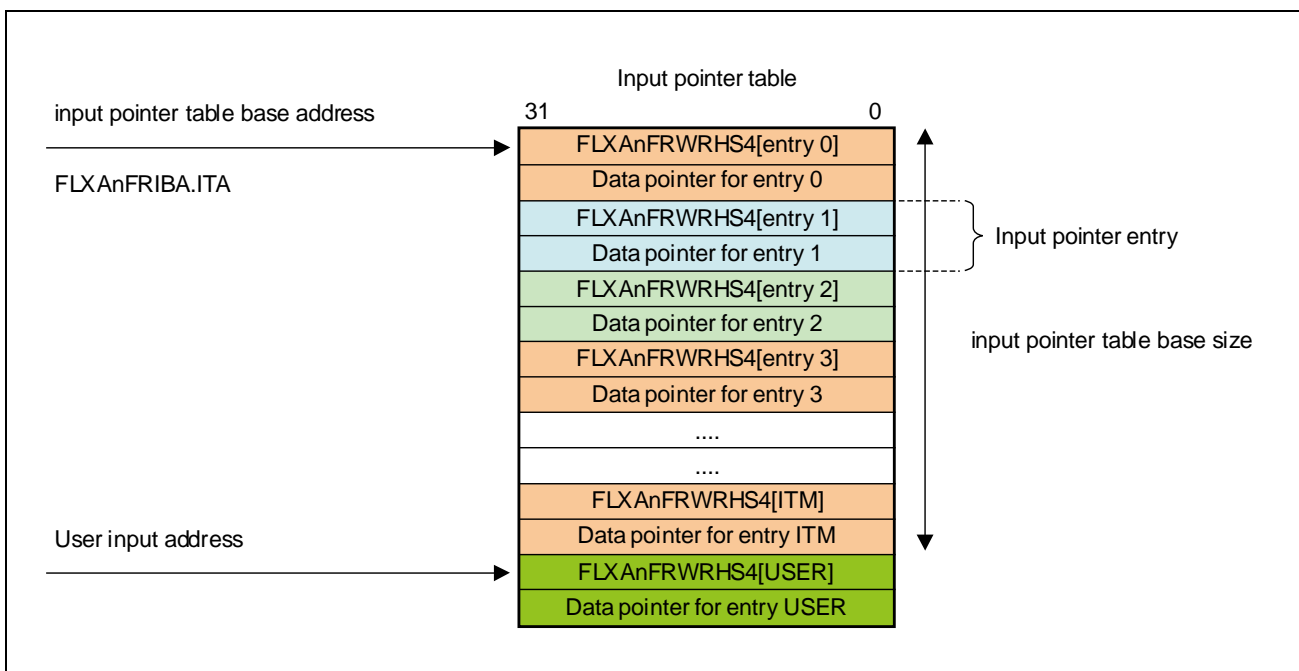 Input pointer table
input pointer table base address
31 0
FLXAnFRWRHS4[entry 0]
FLXAnFRIBA.ITA
Data pointer for entry 0
FLXAnFRWRHS4[entry 1]
Input pointer entry
Data pointer for entry 1
FLXAnFRWRHS4[entry 2]
Data pointer for entry 2
input pointer table base size
FLXAnFRWRHS4[entry 3]
Data pointer for entry 3
....
....
FLXAnFRWRHS4[ITM]
User input address
Data pointer for entry ITM
FLXAnFRWRHS4[USER]
Data pointer for entry USER